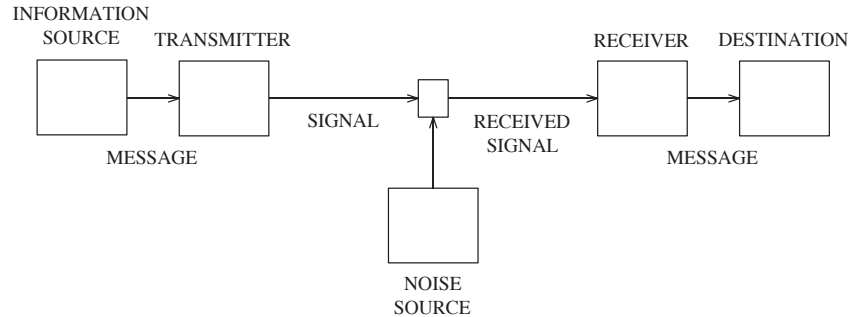 INFORMATION
SOURCE
TRANSMITTER
RECEIVER
DESTINATION
SIGNAL
RECEIVED
SIGNAL
MESSAGE
MESSAGE
NOISE
SOURCE